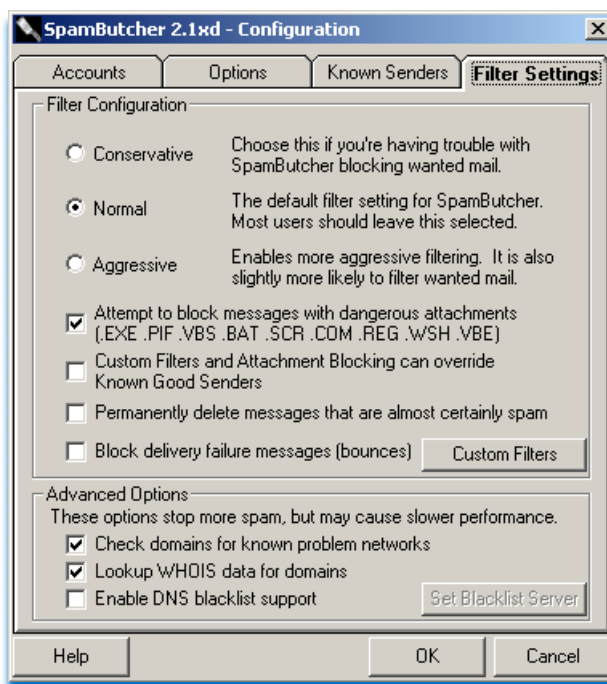 SpamButcher 2.1xd - Configuration
Accounts
Options
Known Senders
Filter Settings
Filter Configuration
Conservative
Choose this if you're having trouble with
SpamButcher blocking wanted mail.
Normal
The default filter setting for SpamButcher.
Most users should leave this selected.
Aggressive
Enables more aggressive filtering. It is also
slightly more likely to filter wanted mail.
Attempt to block messages with dangerous attachments
(.EXE .PIF .VBS .BAT .SCR .COM .REG .WSH .VBE)
Custom Filters and Attachment Blocking can override
Known Good Senders
Permanently delete messages that are almost certainly spam
Block delivery failure messages (bounces)
Custom Filters
Advanced Options
These options stop more spam, but may cause slower performance.
Check domains for known problem networks
Lookup WHOIS data for domains
Enable DNS blacklist support
Set Blacklist Server
Help
OK
Cancel